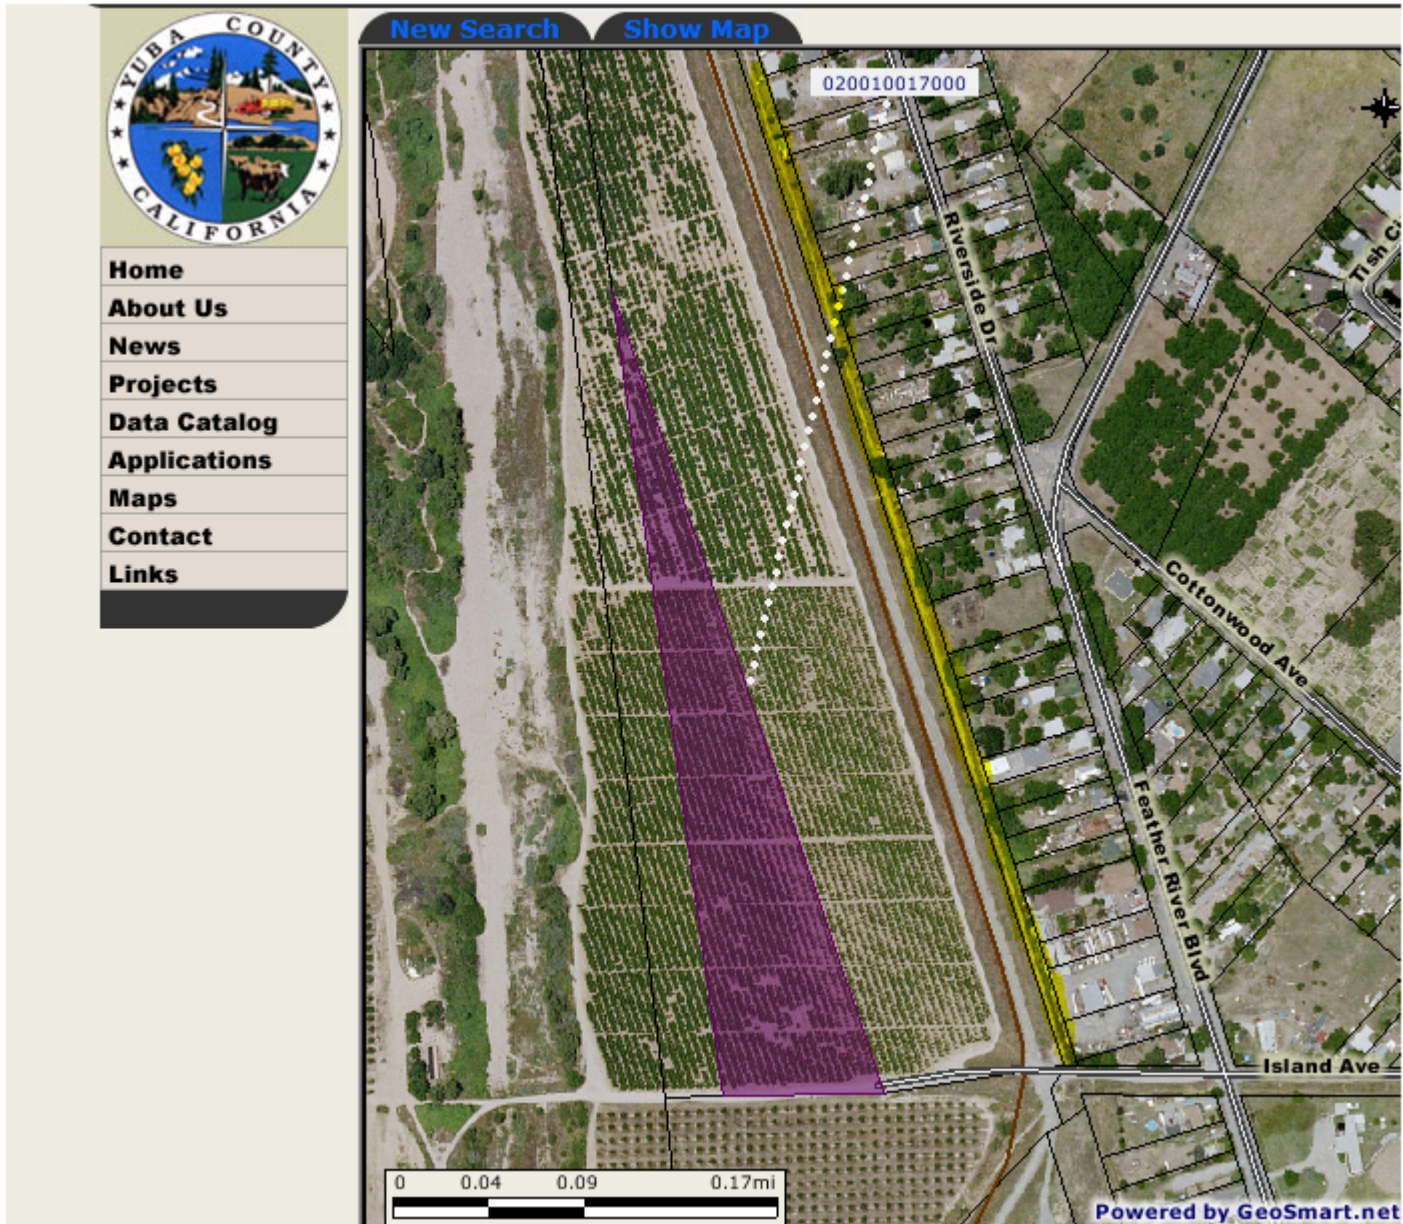 YUBA COUNTY
CALIFORNIA
New Search
Show Map
Home
About Us
News
Projects
Data Catalog
Applications
Maps
Contact
Links
020010017000
Riverside Dr
Tish Ci
Cottonwood Ave
Feather River Blvd
Island Ave
0 0.04 0.09 0.17mi
Powered by GeoSmart.net